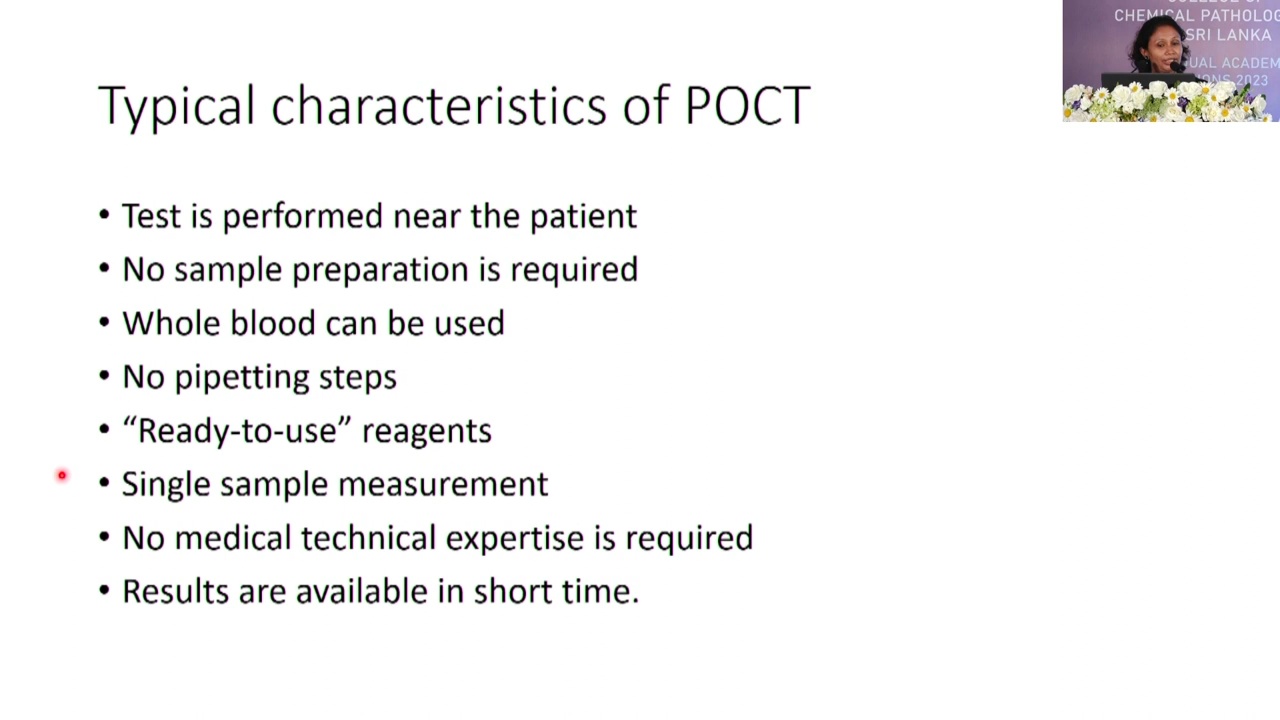 CHEMICAL PATHOLOG
SRI LANKA
UAL ACADEM
IONS 2023
Typical characteristics of POCT
• Test is performed near the patient
• No sample preparation is required
• Whole blood can be used
• No pipetting steps
• “Ready-to-use” reagents
• Single sample measurement
• No medical technical expertise is required
• Results are available in short time.